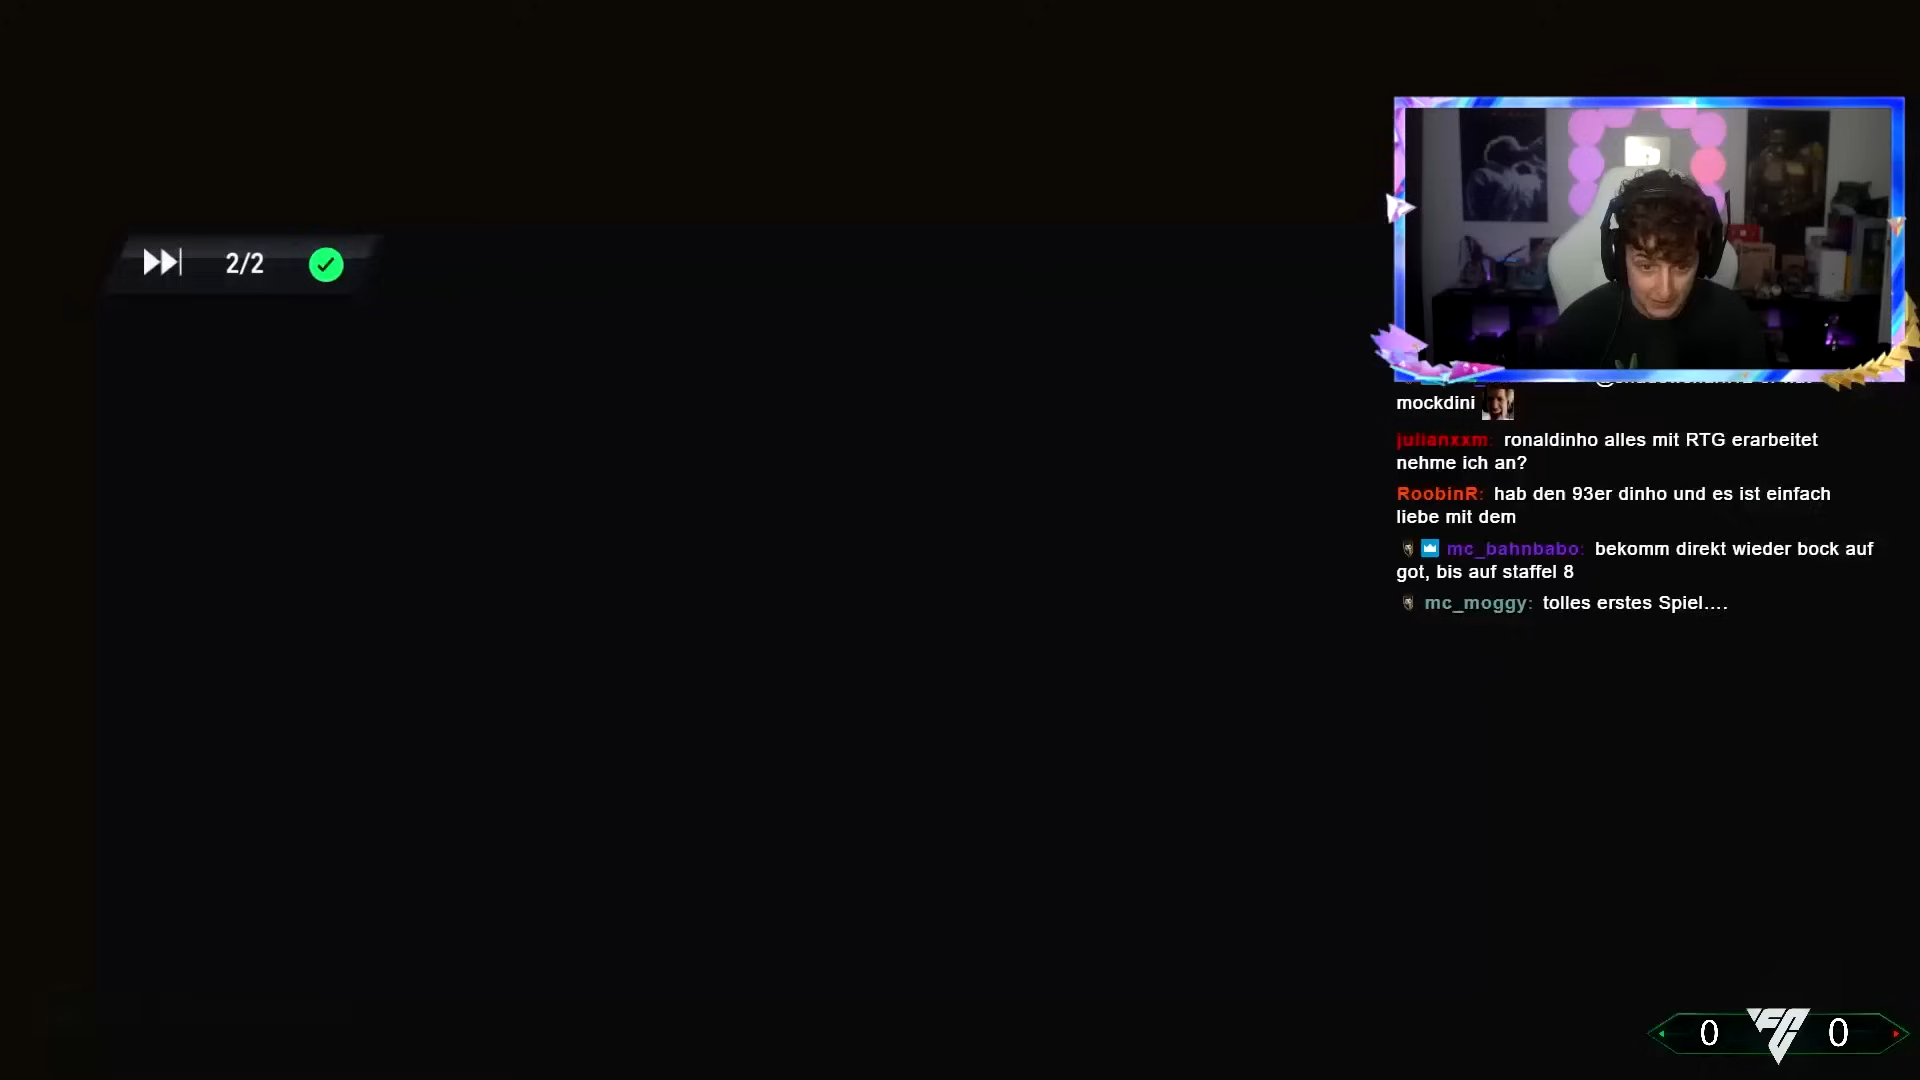 2/2
mockdini
julianxxm: ronaldinho alles mit RTG erarbeitet
nehme ich an?
RoobinR: hab den 93er dinho und es ist einfach
liebe mit dem
mc_bahnbabo: bekomm direkt wieder bock auf
got, bis auf staffel 8
mc_moggy: tolles erstes Spiel....
0 0